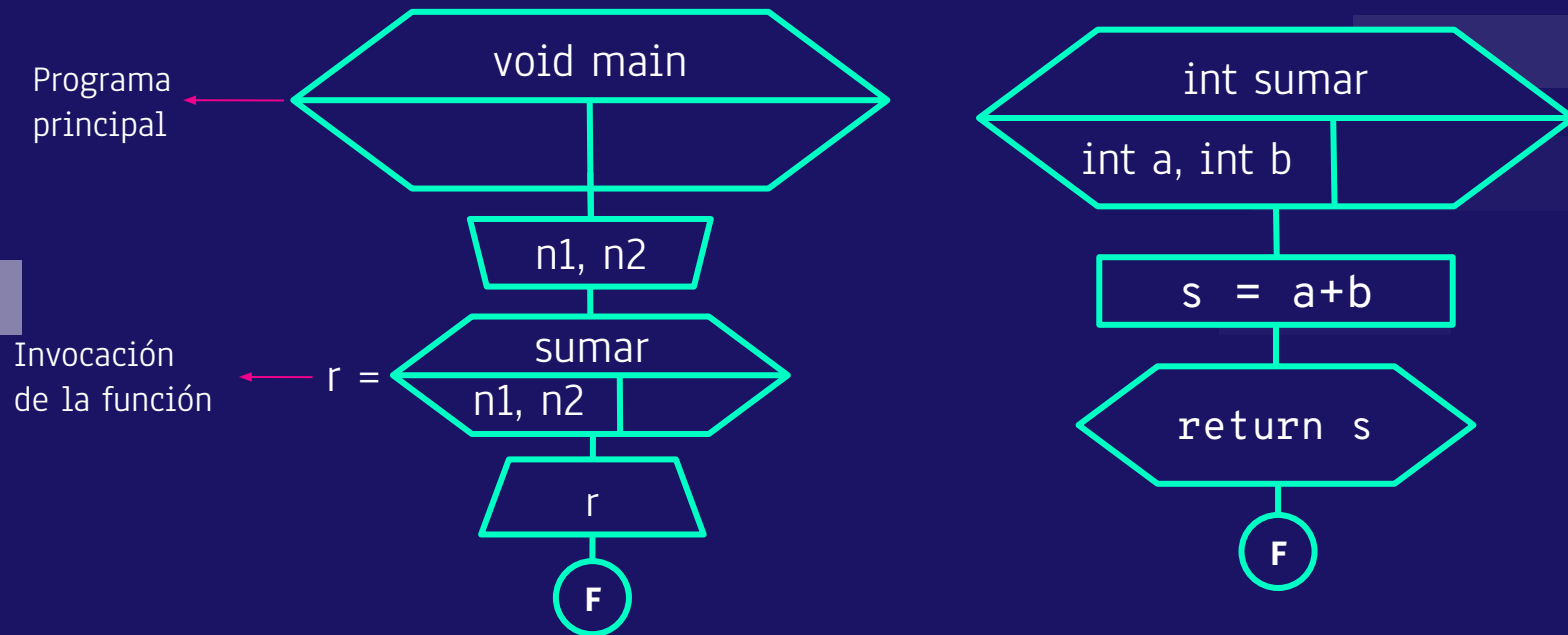 Programa
principal
void main
n1, n2
Invocación
de la función
r =
sumar
n1, n2
r
F
int sumar
int a, int b
s = a+b
return s
F